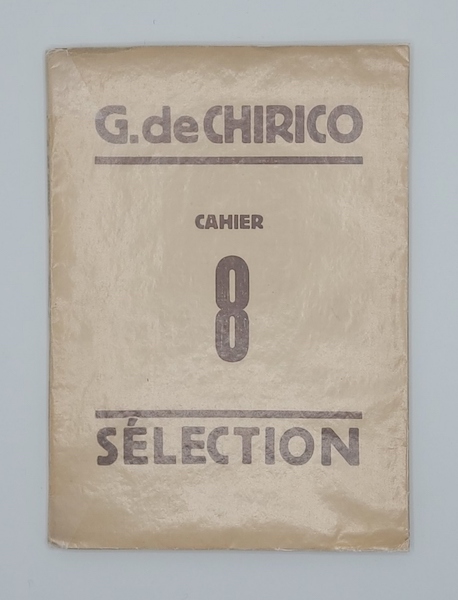 G. de CHIRICO
CAHIER
8
SÉLECTION